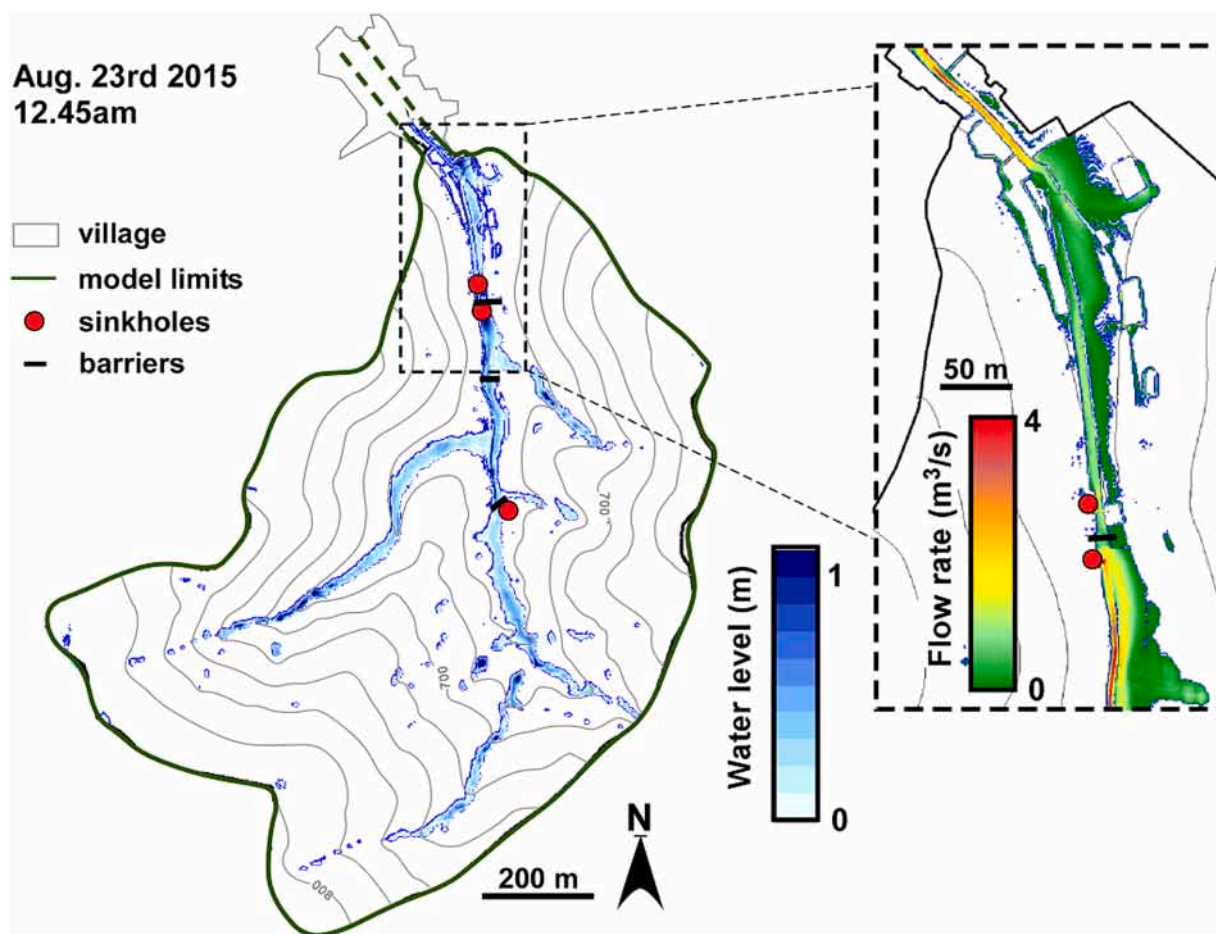 Aug. 23rd 2015
12.45am
village
model limits
sinkholes
barriers
50 m
4
Flow rate (m³/s)
0
700
700
800
1
Water level (m)
0
N
200 m